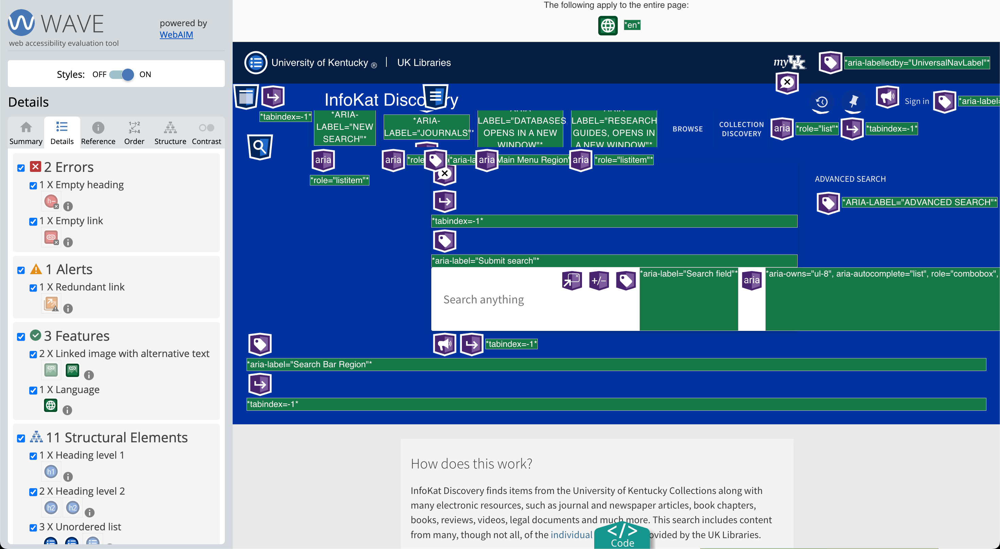 WAVE
powered by
WebAIM
web accessibility evaluation tool
Styles: OFF ON
Details
Summary Details Reference Order Structure Contrast
2 Errors
1 X Empty heading
1 X Empty link
1 Alerts
1 X Redundant link
3 Features
2 X Linked image with alternative text
1 X Language
11 Structural Elements
1 X Heading level 1
h1
2 X Heading level 2
h2 h2
3 X Unordered list
The following apply to the entire page:
*en*
University of Kentucky ® | UK Libraries
my UK
*aria-labelledby="UniversalNavLabel"*
InfoKat Discovery
Sign in
*aria-label=
*tabindex=-1*
*ARIA-
LABEL="NEW
SEARCH"*
*ARIA-
LABEL="JOURNALS"*
LABEL="DATABASES
OPENS IN A NEW
WINDOW"*
LABEL="RESEARCH
GUIDES, OPENS IN
A NEW WINDOW"*
BROWSE
COLLECTION
DISCOVERY
aria *role="list"* *tabindex=-1*
aria aria *role *aria-la aria Main Menu Region" aria *role="listitem"*
*role="listitem"*
ADVANCED SEARCH
*ARIA-LABEL="ADVANCED SEARCH"*
*tabindex=-1*
*aria-label="Submit search"*
Search anything
+/-
*aria-label="Search field"*
aria
*aria-owns="ul-8", aria-autocomplete="list", role="combobox",
*tabindex=-1*
*aria-label="Search Bar Region"*
*tabindex=-1*
How does this work?
InfoKat Discovery finds items from the University of Kentucky Collections along with
many electronic resources, such as journal and newspaper articles, book chapters,
books, reviews, videos, legal documents and much more. This search includes content
from many, though not all, of the individual ovided by the UK Libraries.
</>
Code